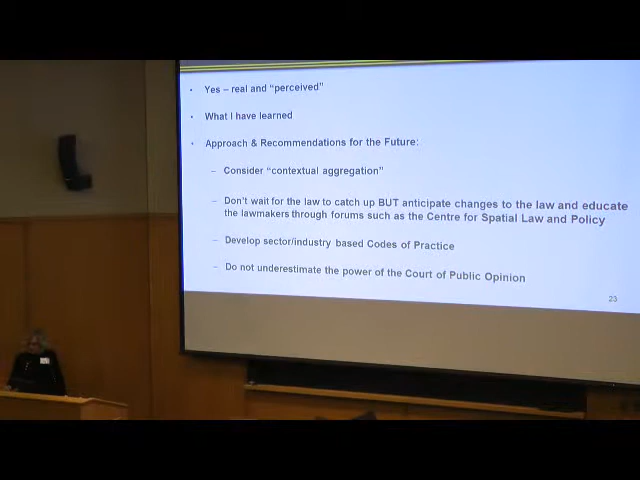 • Yes – real and “perceived”
• What I have learned
• Approach & Recommendations for the Future:
– Consider “contextual aggregation”
– Don't wait for the law to catch up BUT anticipate changes to the law and educate
the lawmakers through forums such as the Centre for Spatial Law and Policy
– Develop sector/industry based Codes of Practice
– Do not underestimate the power of the Court of Public Opinion
23